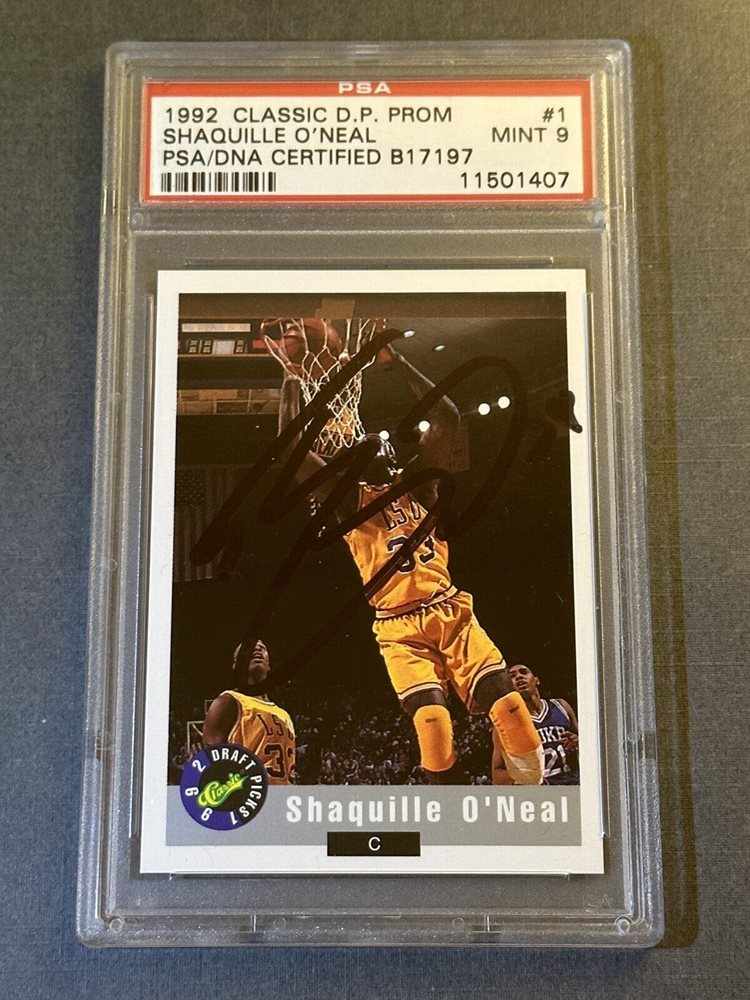 PSA
1992 CLASSIC D.P. PROM #1
SHAQUILLE O'NEAL MINT 9
PSA/DNA CERTIFIED B17197
11501407
LSU
33
LSU
DUKE
21
1992 DRAFT PICKS
Classic
Shaquille O'Neal
C